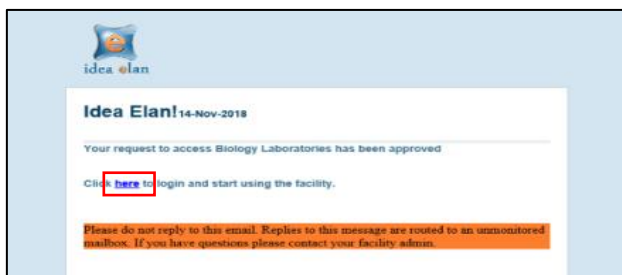 e
idea elan
Idea Elan! 14-Nov-2018
Your request to access Biology Laboratories has been approved
Click here to login and start using the facility.
Please do not reply to this email. Replies to this message are routed to an unmonitored
mailbox. If you have questions please contact your facility admin.